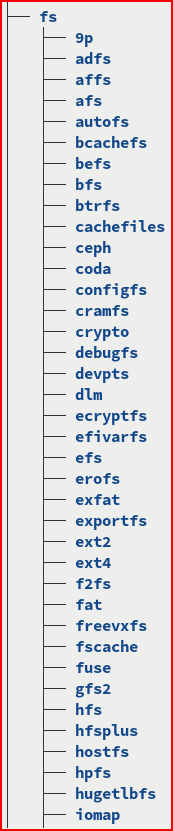 fs
9p
adfs
affs
afs
autofs
bcachefs
befs
bfs
btrfs
cachefiles
ceph
coda
configfs
cramfs
crypto
debugfs
devpts
dlm
ecryptfs
efivarfs
efs
erofs
exfat
exportfs
ext2
ext4
f2fs
fat
freevxfs
fscache
fuse
gfs2
hfs
hfsplus
hostfs
hpfs
hugetlbfs
iomap